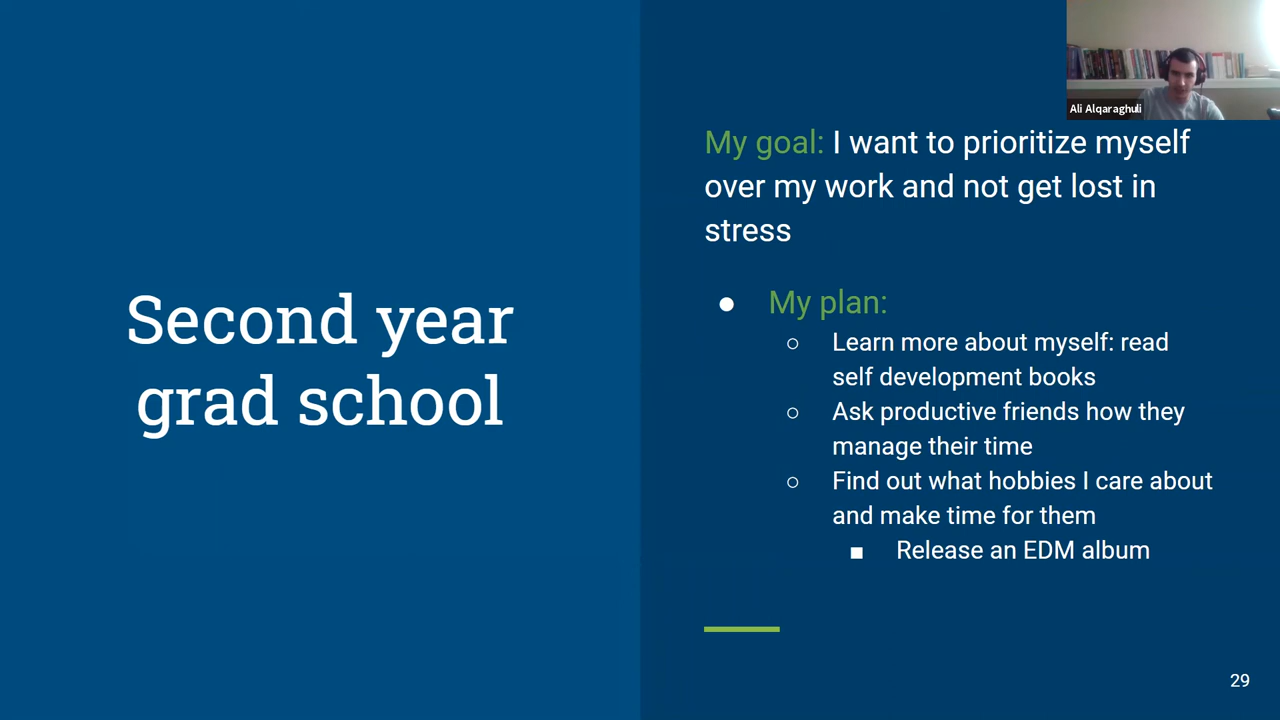 Ali Alqaraghuli
Second year
grad school
My goal: I want to prioritize myself
over my work and not get lost in
stress
● My plan:
○ Learn more about myself: read
self development books
○ Ask productive friends how they
manage their time
○ Find out what hobbies I care about
and make time for them
■ Release an EDM album
29